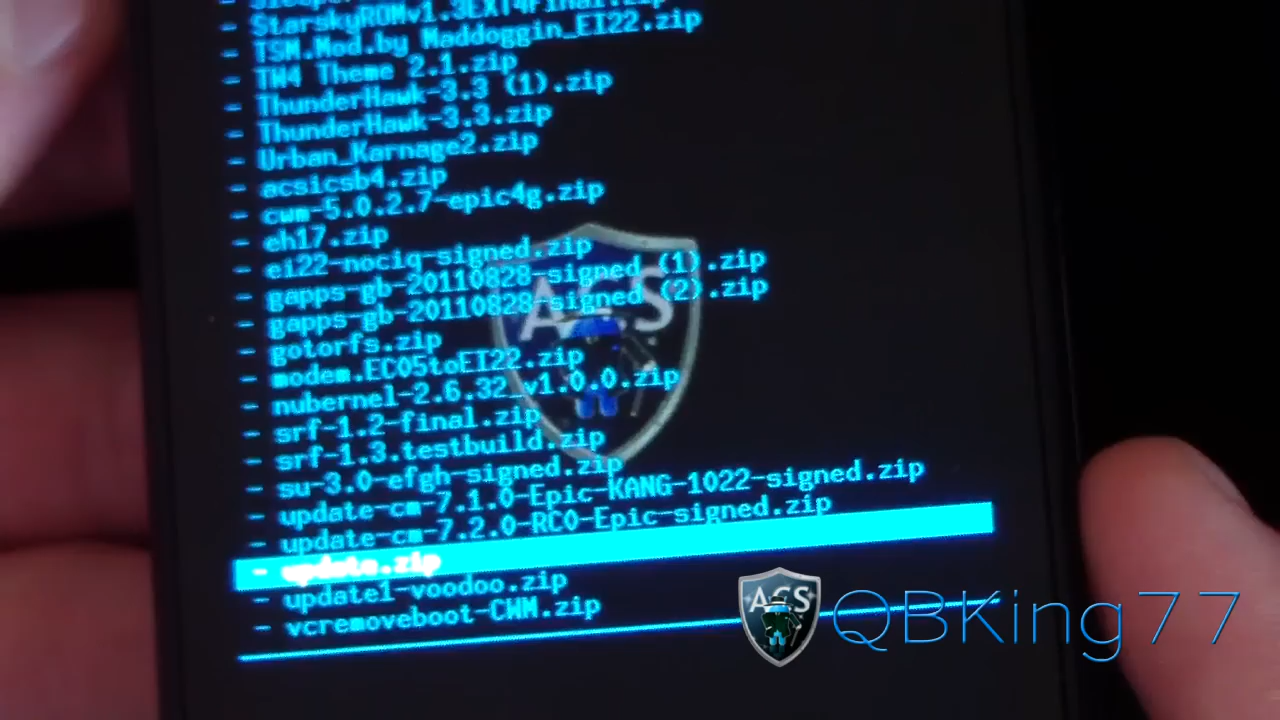 - StarskyROMv1.3EXT4Final.zip
- TSM.Mod.by Maddoggin_EI22.zip
- TW4 Theme 2.1.zip
- ThunderHawk-3.3 (1).zip
- ThunderHawk-3.3.zip
- Urban_Karnage2.zip
- acsicsb4.zip
- cwm-5.0.2.7-epic4g.zip
- eh17.zip
- ei22-nociq-signed.zip
- gapps-gb-20110828-signed (1).zip
- gapps-gb-20110828-signed (2).zip
- gotorfs.zip
- modem.EC05toEI22.zip
- nubernel-2.6.32_v1.0.0.zip
- srf-1.2-final.zip
- srf-1.3.testbuild.zip
- su-3.0-efgh-signed.zip
- update-cm-7.1.0-Epic-KANG-1022-signed.zip
- update-cm-7.2.0-RC0-Epic-signed.zip
- update.zip
- update1-voodoo.zip
- vcremoveboot-CWM.zip
ACS
ACS
QBKing77